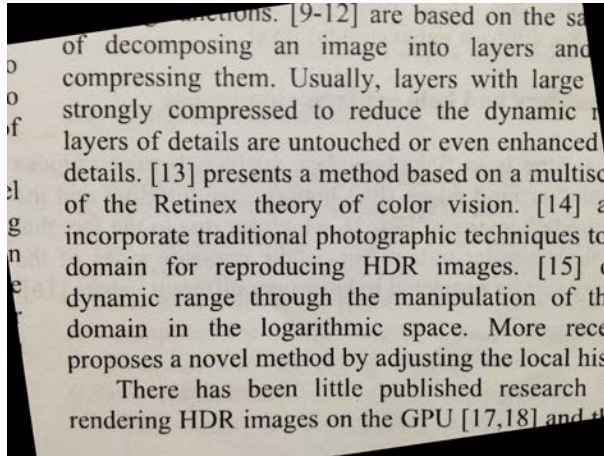 functions. [9-12] are based on the
of decomposing an image into layers and
compressing them. Usually, layers with large
strongly compressed to reduce the dynamic
layers of details are untouched or even enhanced
details. [13] presents a method based on a multisc
of the Retinex theory of color vision. [14] a
incorporate traditional photographic techniques to
domain for reproducing HDR images. [15]
dynamic range through the manipulation of th
domain in the logarithmic space. More rece
proposes a novel method by adjusting the local his
There has been little published research
rendering HDR images on the GPU [17,18] and